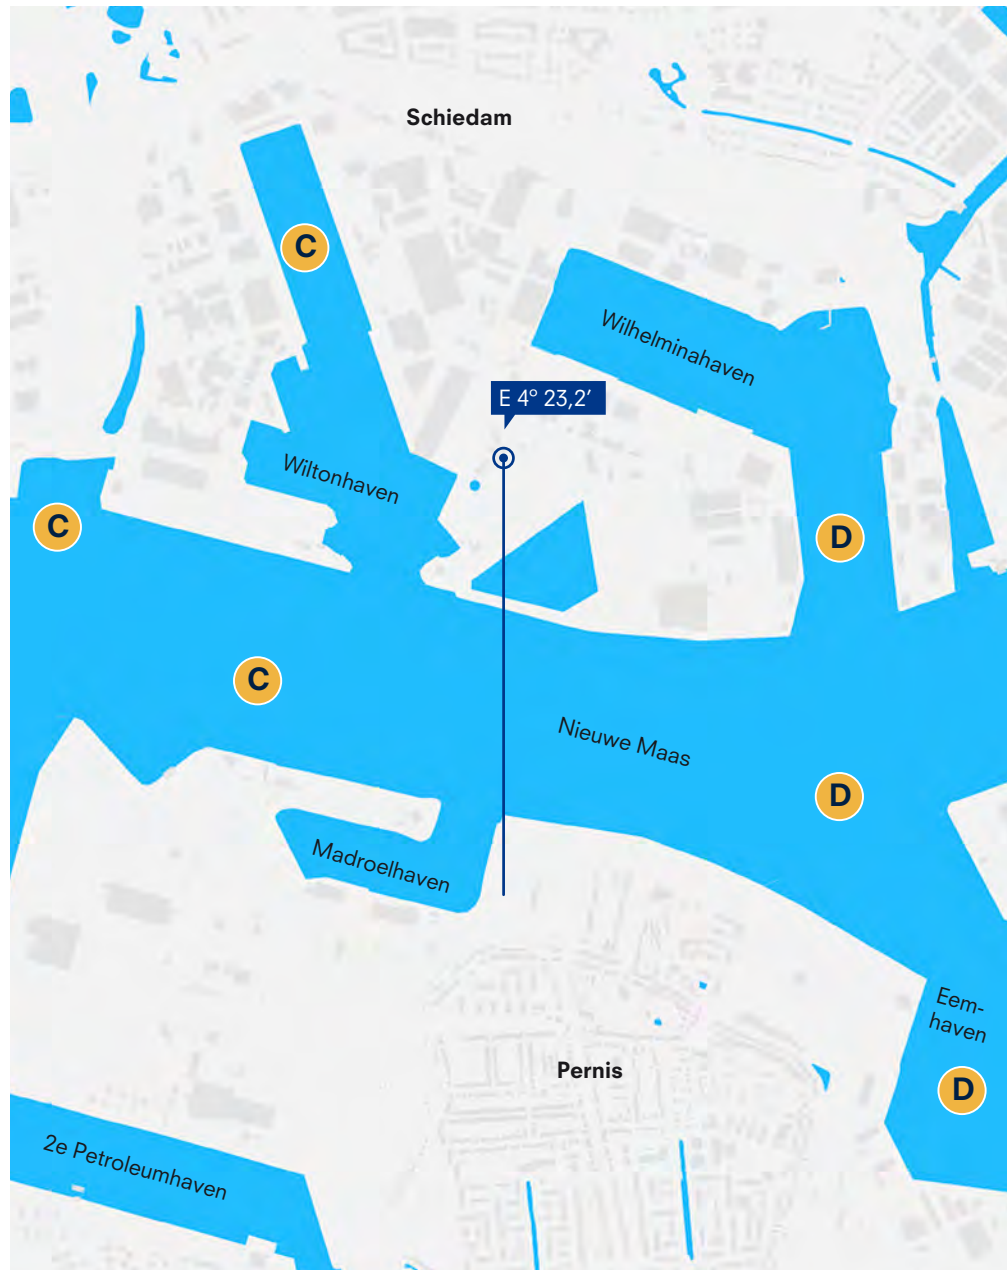 Schiedam
C
Wilhelminahaven
E 4° 23,2’
Wiltonhaven
C
D
C
Nieuwe Maas
D
Madroelhaven
Eem-
haven
Pernis
D
2e Petroleumhaven